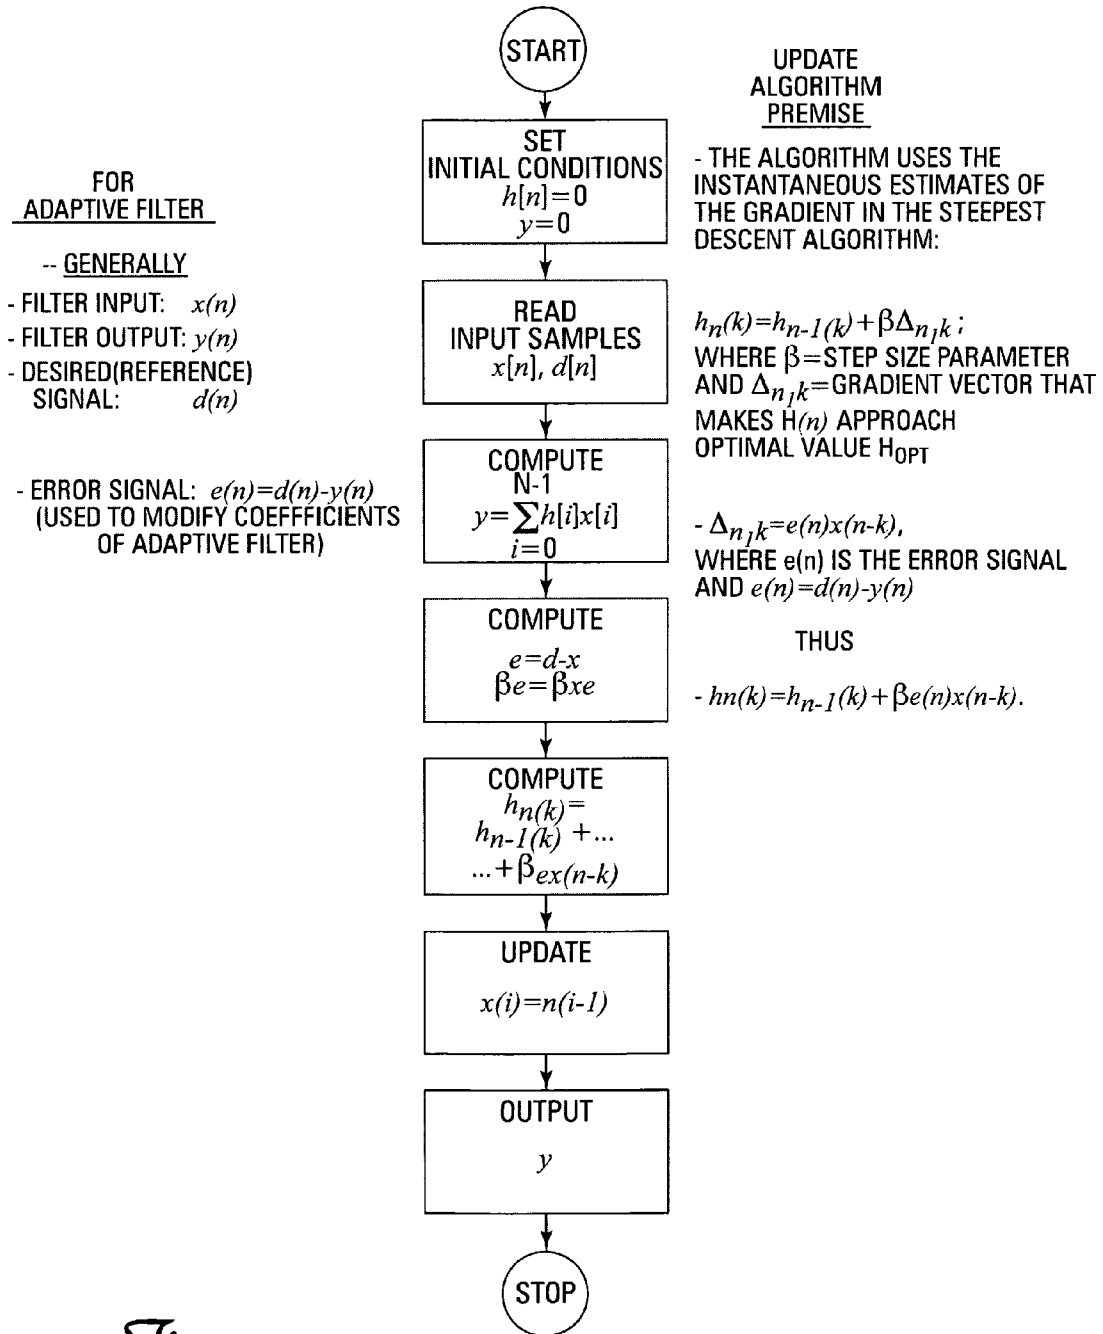 START
SET
INITIAL CONDITIONS
h[n]=0
y=0
READ
INPUT SAMPLES
x[n], d[n]
COMPUTE
N-1
y=∑h[i]x[i]
i=0
COMPUTE
e=d-x
βe=βxe
COMPUTE
hn(k)=
hn-1(k) +...
...+βex(n-k)
UPDATE
x(i)=n(i-1)
OUTPUT
y
STOP
FOR
ADAPTIVE FILTER
-- GENERALLY
- FILTER INPUT: x(n)
- FILTER OUTPUT: y(n)
- DESIRED(REFERENCE)
SIGNAL: d(n)
- ERROR SIGNAL: e(n)=d(n)-y(n)
(USED TO MODIFY COEFFFICIENTS
OF ADAPTIVE FILTER)
UPDATE
ALGORITHM
PREMISE
- THE ALGORITHM USES THE
INSTANTANEOUS ESTIMATES OF
THE GRADIENT IN THE STEEPEST
DESCENT ALGORITHM:
hn(k)=hn-1(k)+βΔn,k ;
WHERE β=STEP SIZE PARAMETER
AND Δn,k=GRADIENT VECTOR THAT
MAKES H(n) APPROACH
OPTIMAL VALUE HOPT
- Δn,k=e(n)x(n-k),
WHERE e(n) IS THE ERROR SIGNAL
AND e(n)=d(n)-y(n)
THUS
- hn(k)=hn-1(k)+βe(n)x(n-k).